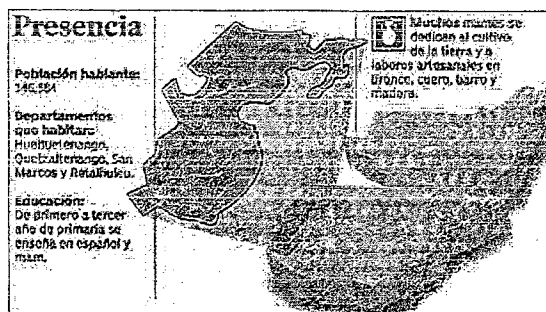 Presencia
Población hablante:
Departamentos
que habitan:
Huehuetenango,
Quetzaltenango, San
Marcos y Retalhuleu.
Educación:
De primero a tercer
año de primaria se
enseña en español y
mam.
Muchos mames se
dedican al cultivo
de la tierra y a
labores artesanales en
bronce, cuero, barro y
madera.